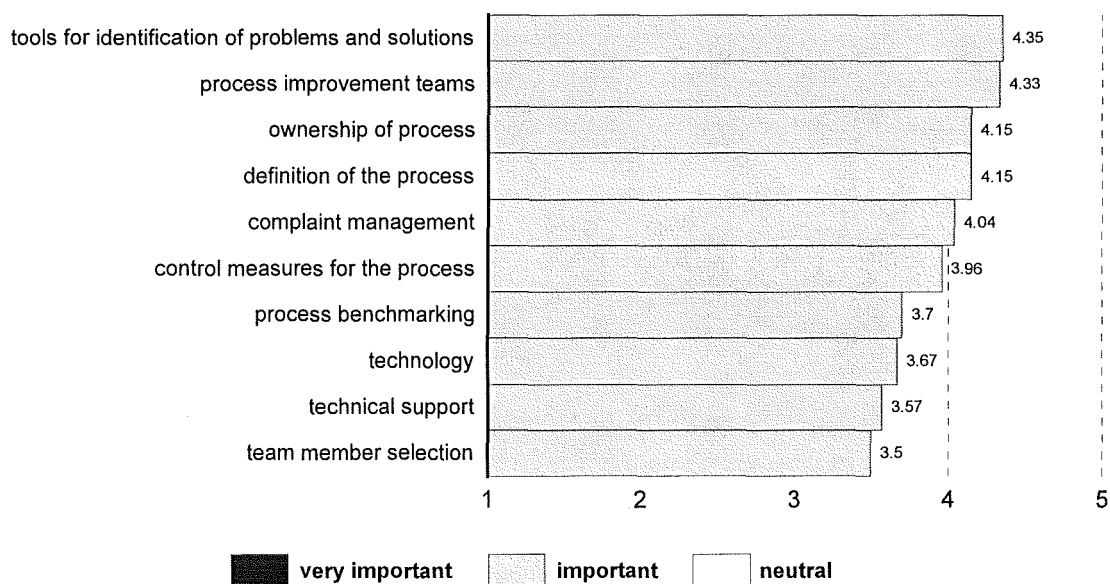 tools for identification of problems and solutions 4.35
process improvement teams 4.33
ownership of process 4.15
definition of the process 4.15
complaint management 4.04
control measures for the process 3.96
process benchmarking 3.7
technology 3.67
technical support 3.57
team member selection 3.5
1 2 3 4 5
very important important neutral